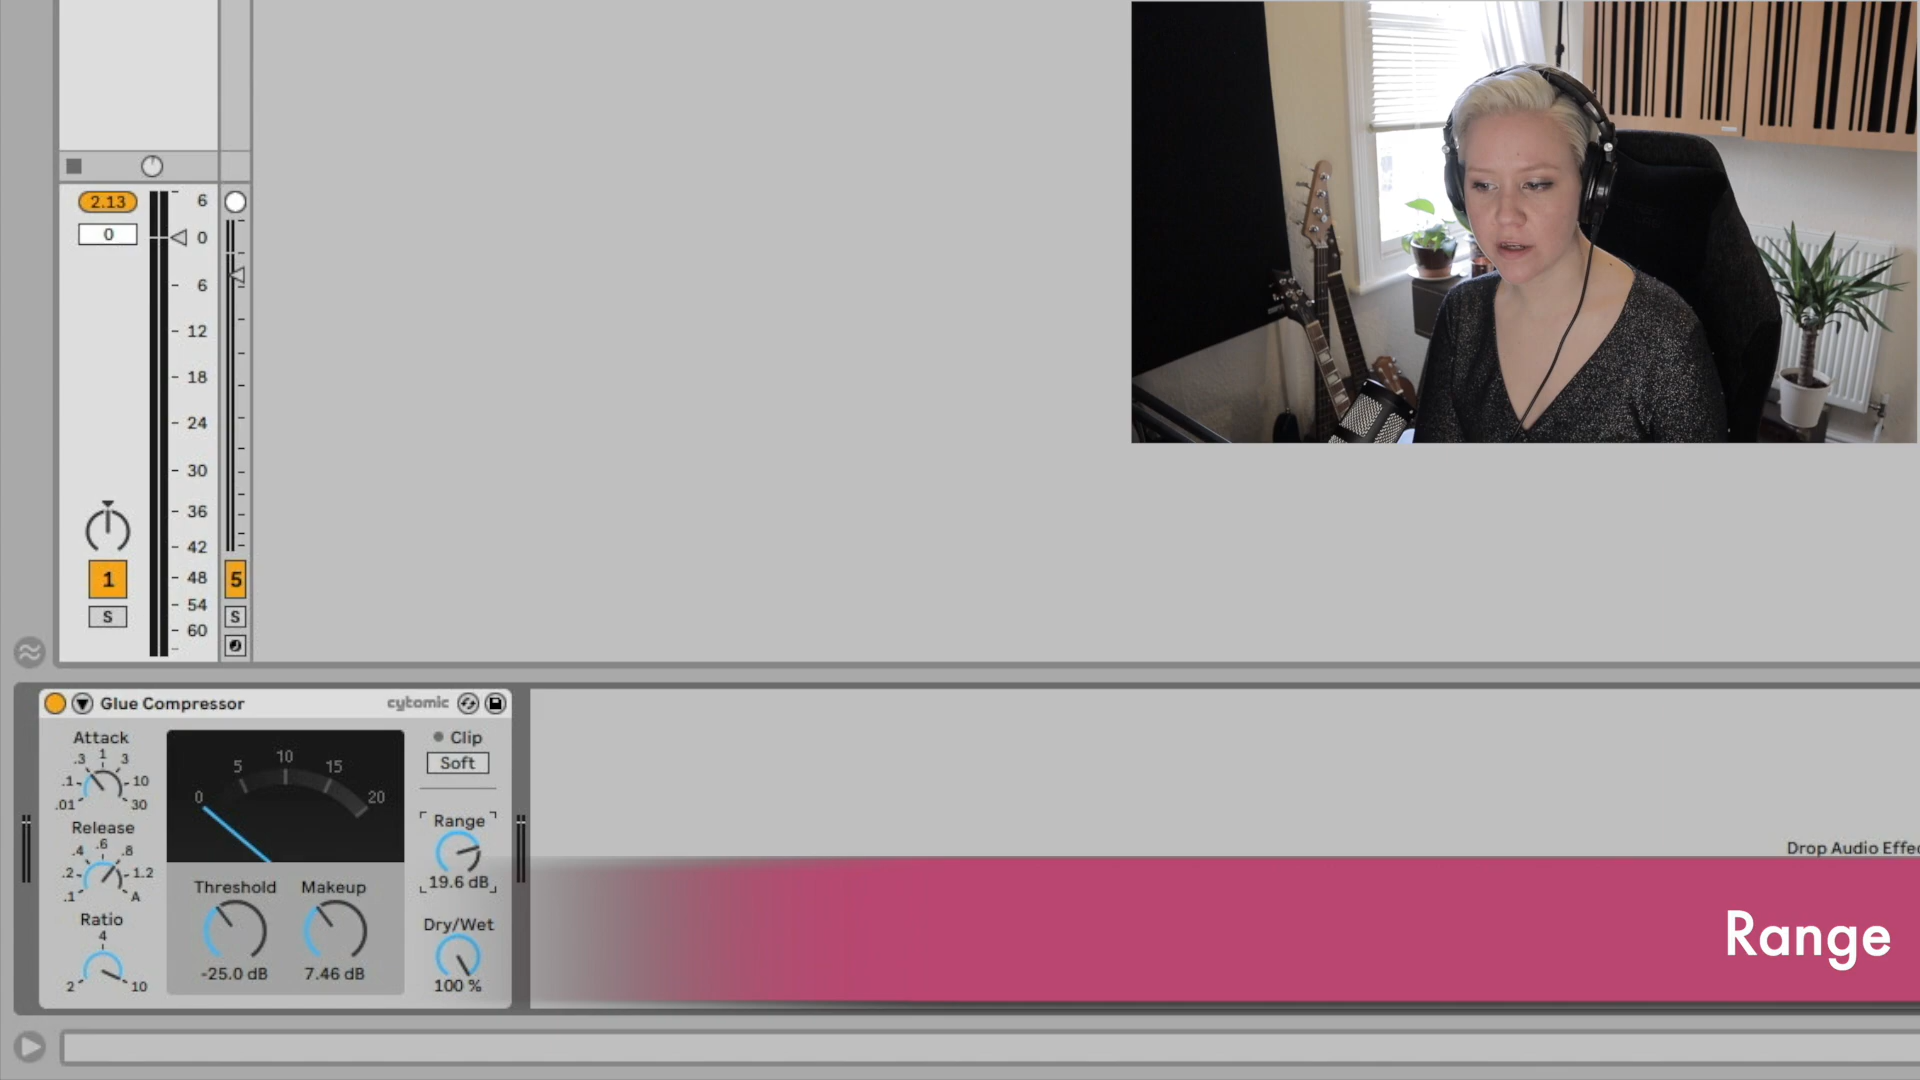 2.13
0
6
0
6
12
18
24
30
36
42
48
54
60
1
S
5
S
Glue Compressor
cytomic
Attack
.01
.1
.3
1
3
10
30
Release
.1
.2
.4
.6
.8
1.2
A
Ratio
2
4
10
0
5
10
15
20
Threshold
-25.0 dB
Makeup
7.46 dB
Clip
Soft
Range
19.6 dB
Dry/Wet
100 %
Drop Audio Effec
Range